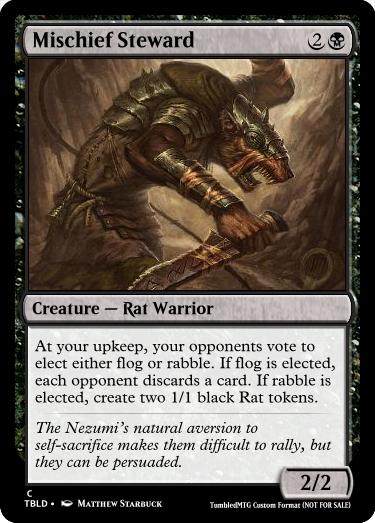 Mischief Steward 2
Creature — Rat Warrior
At your upkeep, your opponents vote to
elect either flog or rabble. If flog is elected,
each opponent discards a card. If rabble is
elected, create two 1/1 black Rat tokens.
The Nezumi's natural aversion to
self-sacrifice makes them difficult to rally, but
they can be persuaded.
2/2
C
TBLD • Matthew Starbuck
TumbledMTG Custom Format (NOT FOR SALE)